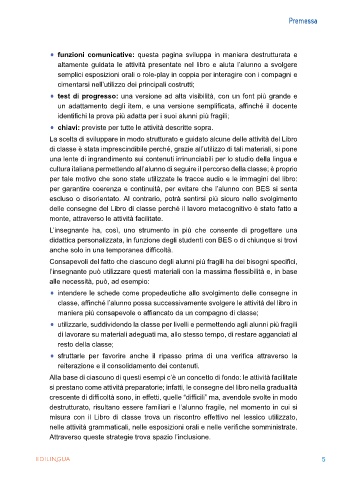 Premessa
• funzioni comunicative: questa pagina sviluppa in maniera destrutturata e
altamente guidata le attività presentate nel libro e aiuta l'alunno a svolgere
semplici esposizioni orali o role-play in coppia per interagire con i compagni e
cimentarsi nell'utilizzo dei principali costrutti;
• test di progresso: una versione ad alta visibilità, con un font più grande e
un adattamento degli item, e una versione semplificata, affinché il docente
identifichi la prova più adatta per i suoi alunni più fragili;
• chiavi: previste per tutte le attività descritte sopra.
La scelta di sviluppare in modo strutturato e guidato alcune delle attività del Libro
di classe è stata imprescindibile perché, grazie all'utilizzo di tali materiali, si pone
una lente di ingrandimento sui contenuti irrinunciabili per lo studio della lingua e
cultura italiana permettendo all'alunno di seguire il percorso della classe; è proprio
per tale motivo che sono state utilizzate le tracce audio e le immagini del libro:
per garantire coerenza e continuità, per evitare che l'alunno con BES si senta
escluso o disorientato. Al contrario, potrà sentirsi più sicuro nello svolgimento
delle consegne del Libro di classe perché il lavoro metacognitivo è stato fatto a
monte, attraverso le attività facilitate.
L'insegnante ha, così, uno strumento in più che consente di progettare una
didattica personalizzata, in funzione degli studenti con BES o di chiunque si trovi
anche solo in una temporanea difficoltà.
Consapevoli del fatto che ciascuno degli alunni più fragili ha dei bisogni specifici,
l'insegnante può utilizzare questi materiali con la massima flessibilità e, in base
alle necessità, può, ad esempio:
• intendere le schede come propedeutiche allo svolgimento delle consegne in
classe, affinché l'alunno possa successivamente svolgere le attività del libro in
maniera più consapevole o affiancato da un compagno di classe;
• utilizzarle, suddividendo la classe per livelli e permettendo agli alunni più fragili
di lavorare su materiali adeguati ma, allo stesso tempo, di restare agganciati al
resto della classe;
• sfruttarle per favorire anche il ripasso prima di una verifica attraverso la
reiterazione e il consolidamento dei contenuti.
Alla base di ciascuno di questi esempi c'è un concetto di fondo: le attività facilitate
si prestano come attività preparatorie; infatti, le consegne del libro nella gradualità
crescente di difficoltà sono, in effetti, quelle "difficili" ma, avendole svolte in modo
destrutturato, risultano essere familiari e l'alunno fragile, nel momento in cui si
misura con il Libro di classe trova un riscontro effettivo nel lessico utilizzato,
nelle attività grammaticali, nelle esposizioni orali e nelle verifiche somministrate.
Attraverso queste strategie trova spazio l'inclusione.
EDILINGUA
5